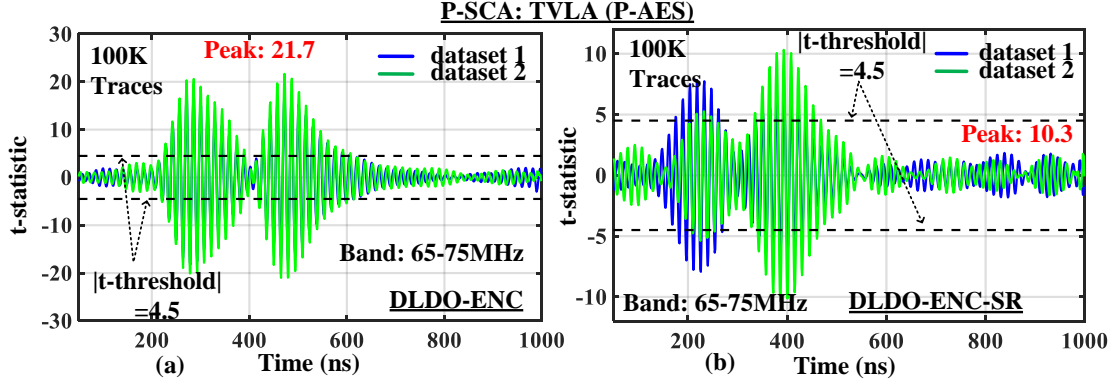 P-SCA: TVLA (P-AES)
30
20
10
0
-10
-20
-30
t-statistic
100K
Traces
Peak: 21.7
dataset 1
dataset 2
Band: 65-75MHz
|t-threshold|
=4.5
DLDO-ENC
200
400
600
800
1000
(a)
Time (ns)
10
5
0
-5
-10
t-statistic
100K
Traces
|t-threshold|
=4.5
dataset 1
dataset 2
Peak: 10.3
Band: 65-75MHz
DLDO-ENC-SR
200
400
600
800
1000
(b)
Time (ns)